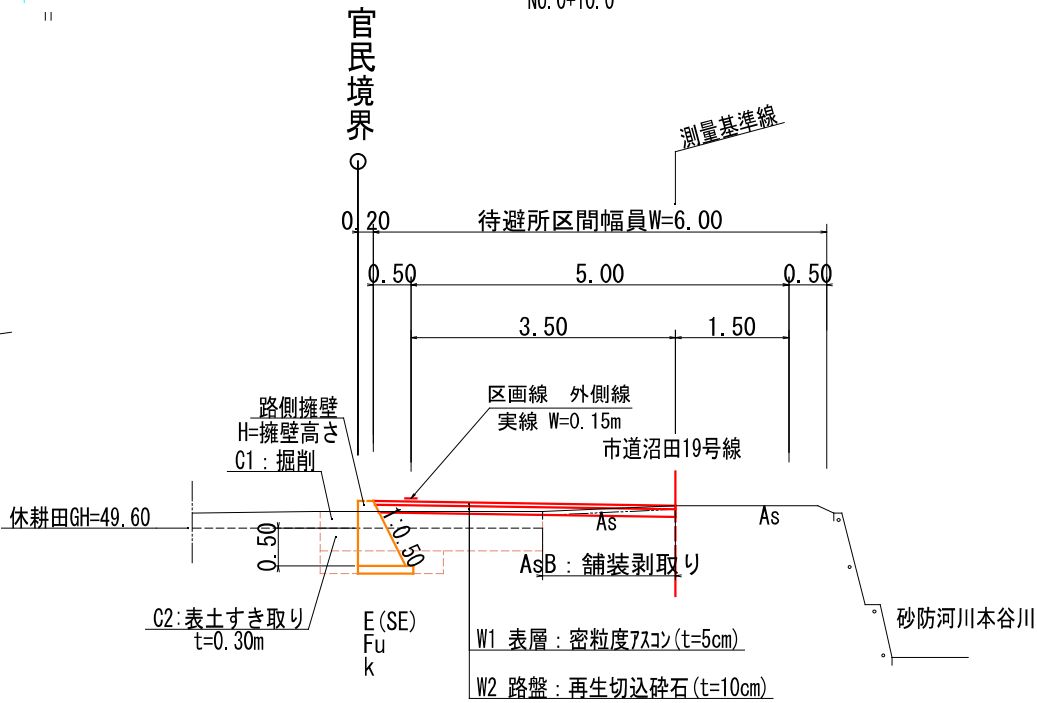 NO.0+10.0
官民境界
測量基準線
0.20
待避所区間幅員W=6.00
0.50
5.00
0.50
3.50
1.50
区画線 外側線
実線 W=0.15m
路側擁壁
H=擁壁高さ
C1：掘削
市道沼田19号線
休耕田GH=49.60
0.50
1:0.50
As
As
AsB：舗装剥取り
C2:表土すき取り
t=0.30m
E(SE)
Fu
k
W1 表層：密粒度ｱｽｺﾝ(t=5cm)
W2 路盤：再生切込砕石(t=10cm)
砂防河川本谷川